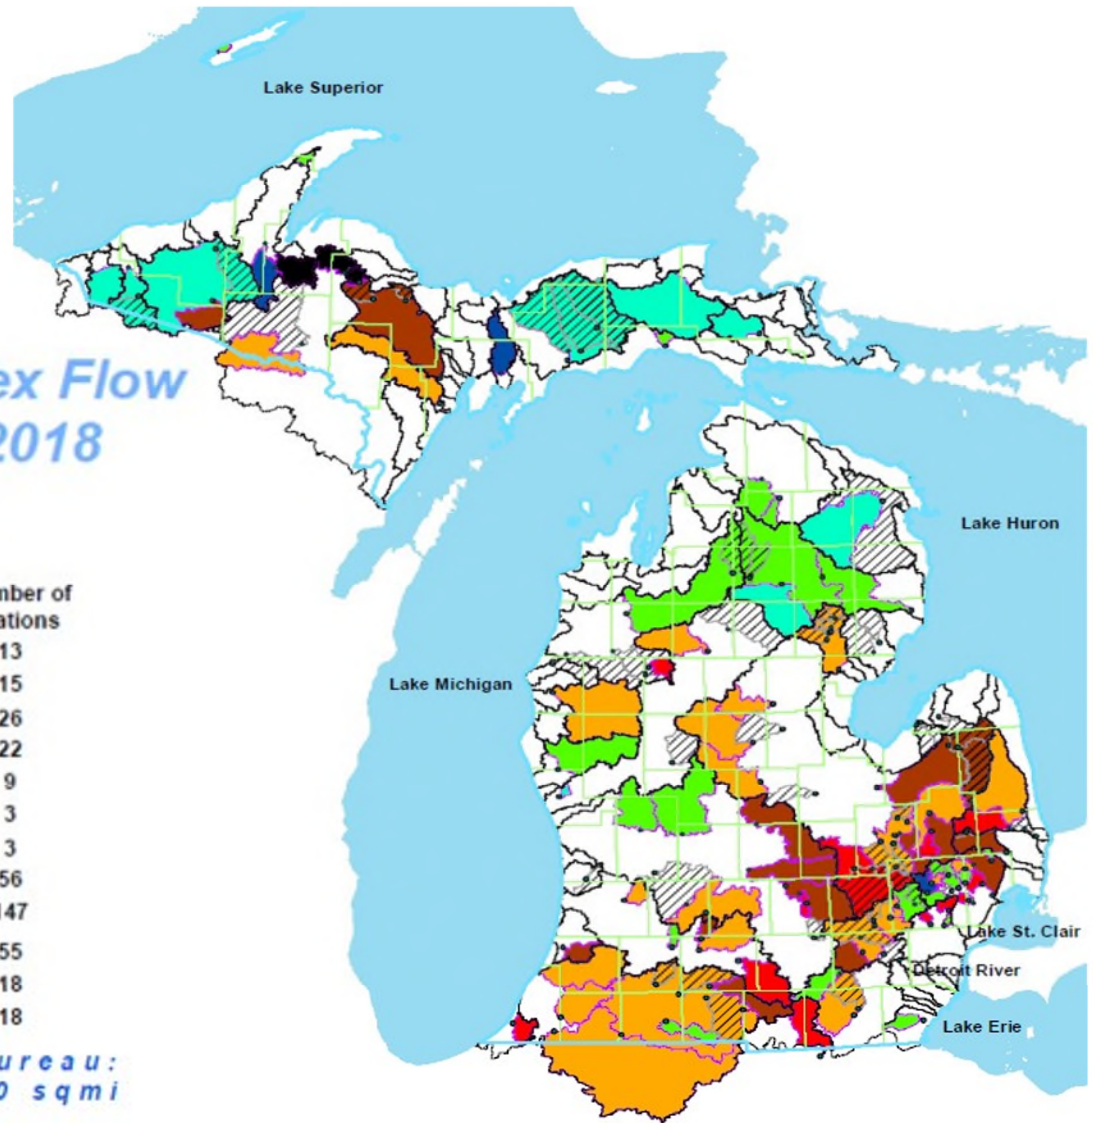 Lake Superior
ex Flow
2018
Lake Huron
mber of
ations
13
15
26
22
9
3
3
56
147
55
18
18
Lake Michigan
Lake St. Clair
Detroit River
Lake Erie
ureau:
0 sqmi